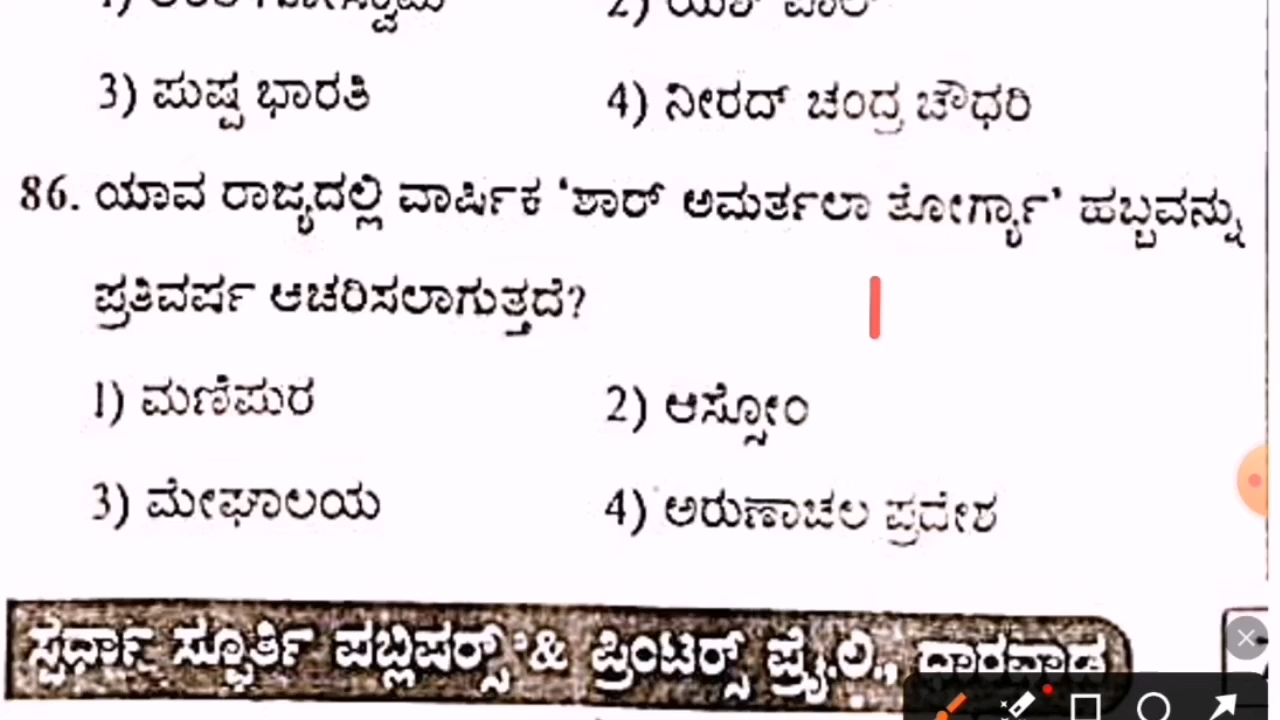 3) ಪುಷ್ಪ ಭಾರತಿ 4) ನೀರದ್ ಚಂದ್ರ ಚೌಧರಿ
86. ಯಾವ ರಾಜ್ಯದಲ್ಲಿ ವಾರ್ಷಿಕ ‘ಶಾರ್ ಅಮರ್ತಲಾ ತೋರ್ಗ್ಯಾ’ ಹಬ್ಬವನ್ನು
ಪ್ರತಿವರ್ಷ ಆಚರಿಸಲಾಗುತ್ತದೆ?
1) ಮಣಿಪುರ 2) ಆಸ್ಸೋಂ
3) ಮೇಘಾಲಯ 4) ಅರುಣಾಚಲ ಪ್ರದೇಶ
ಸ್ಪರ್ಧಾ ಸ್ಪೂರ್ತಿ ಪಬ್ಲಿಷರ್ಸ್ & ಪ್ರಿಂಟರ್ಸ್ ಪ್ರೈ.ಲಿ., ಧಾರವಾಡ